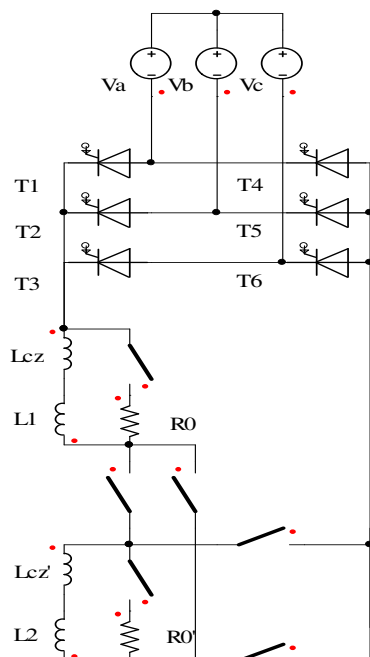 Va Vb Vc
T1 T4
T2 T5
T3 T6
Lcz
L1 R0
Lcz'
L2 R0'